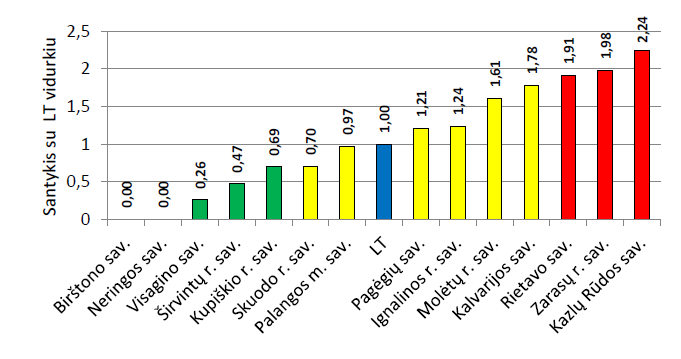 Santykis su LT vidurkiu
2,5
2
1,5
1
0,5
0
0,00
0,00
0,26
0,47
0,69
0,70
0,97
1,00
1,21
1,24
1,61
1,78
1,91
1,98
2,24
Birštono sav.
Neringos sav.
Visagino sav.
Širvintų r. sav.
Kupiškio r. sav.
Skuodo r. sav.
Palangos m. sav.
LT
Pagėgių sav.
Ignalinos r. sav.
Molėtų r. sav.
Kalvarijos sav.
Rietavo sav.
Zarasų r. sav.
Kazlų Rūdos sav.